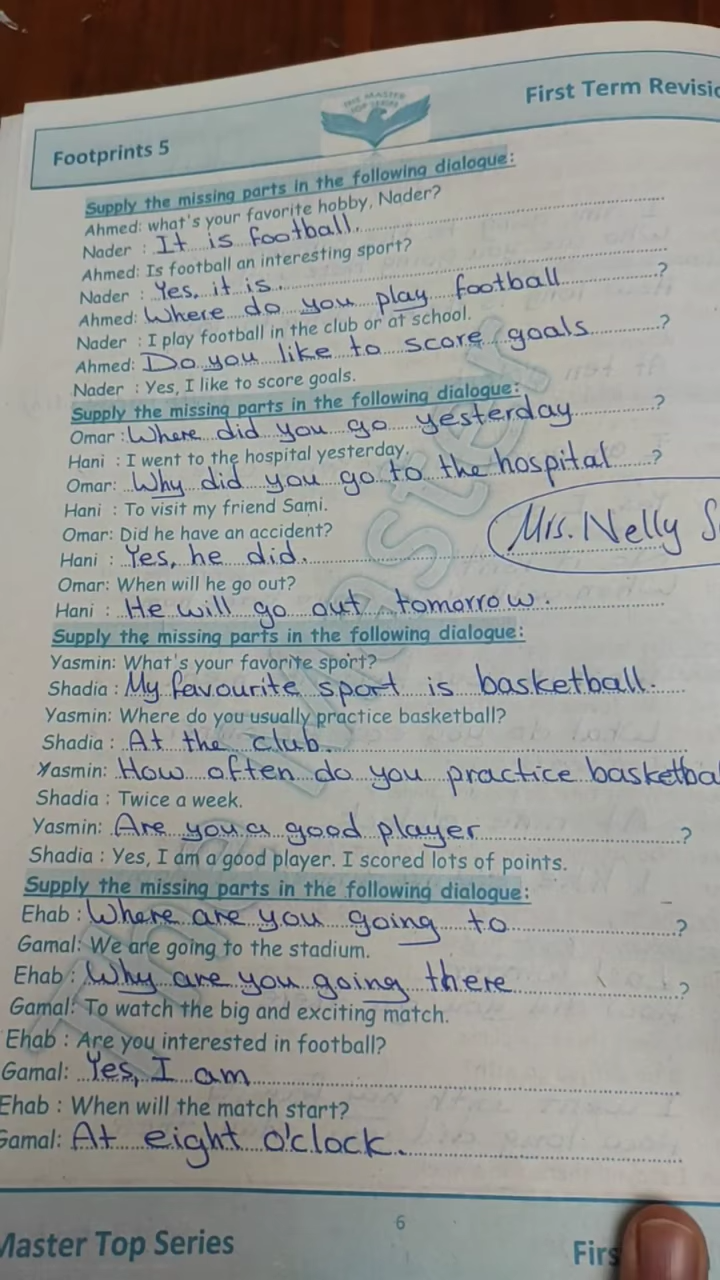 THE MASTER
TOP SERIES
First Term
Footprints 5
Supply the missing parts in the following dialogue:
Ahmed: what's your favorite hobby, Nader?
Nader : It is football.
Ahmed: Is football an interesting sport?
Nader : Yes, it is.
Ahmed: Where do you play football ?
Nader : I play football in the club or at school.
Ahmed: Do you like to score goals ?
Nader : Yes, I like to score goals.
Supply the missing parts in the following dialogue:
Omar : Where did you go yesterday ?
Hani : I went to the hospital yesterday.
Omar: Why did you go to the hospital ?
Hani : To visit my friend Sami.
Omar: Did he have an accident?
Mrs. Nelly
Hani : Yes, he did.
Omar: When will he go out?
Hani : He will go out tomorrow.
Supply the missing parts in the following dialogue:
Yasmin: What's your favorite sport?
Shadia : My favourite sport is basketball.
Yasmin: Where do you usually practice basketball?
Shadia : At the club.
Yasmin: How often do you practice
Shadia : Twice a week.
Yasmin: Are you a good player ?
Shadia : Yes, I am a good player. I scored lots of points.
Supply the missing parts in the following dialogue:
Ehab : Where are you going to ?
Gamal: We are going to the stadium.
Ehab : Why are you going there ?
Gamal: To watch the big and exciting match.
Ehab : Are you interested in football?
Gamal: Yes, I am
Ehab : When will the match start?
Gamal: At eight o'clock.
The Master
6
Master Top Series